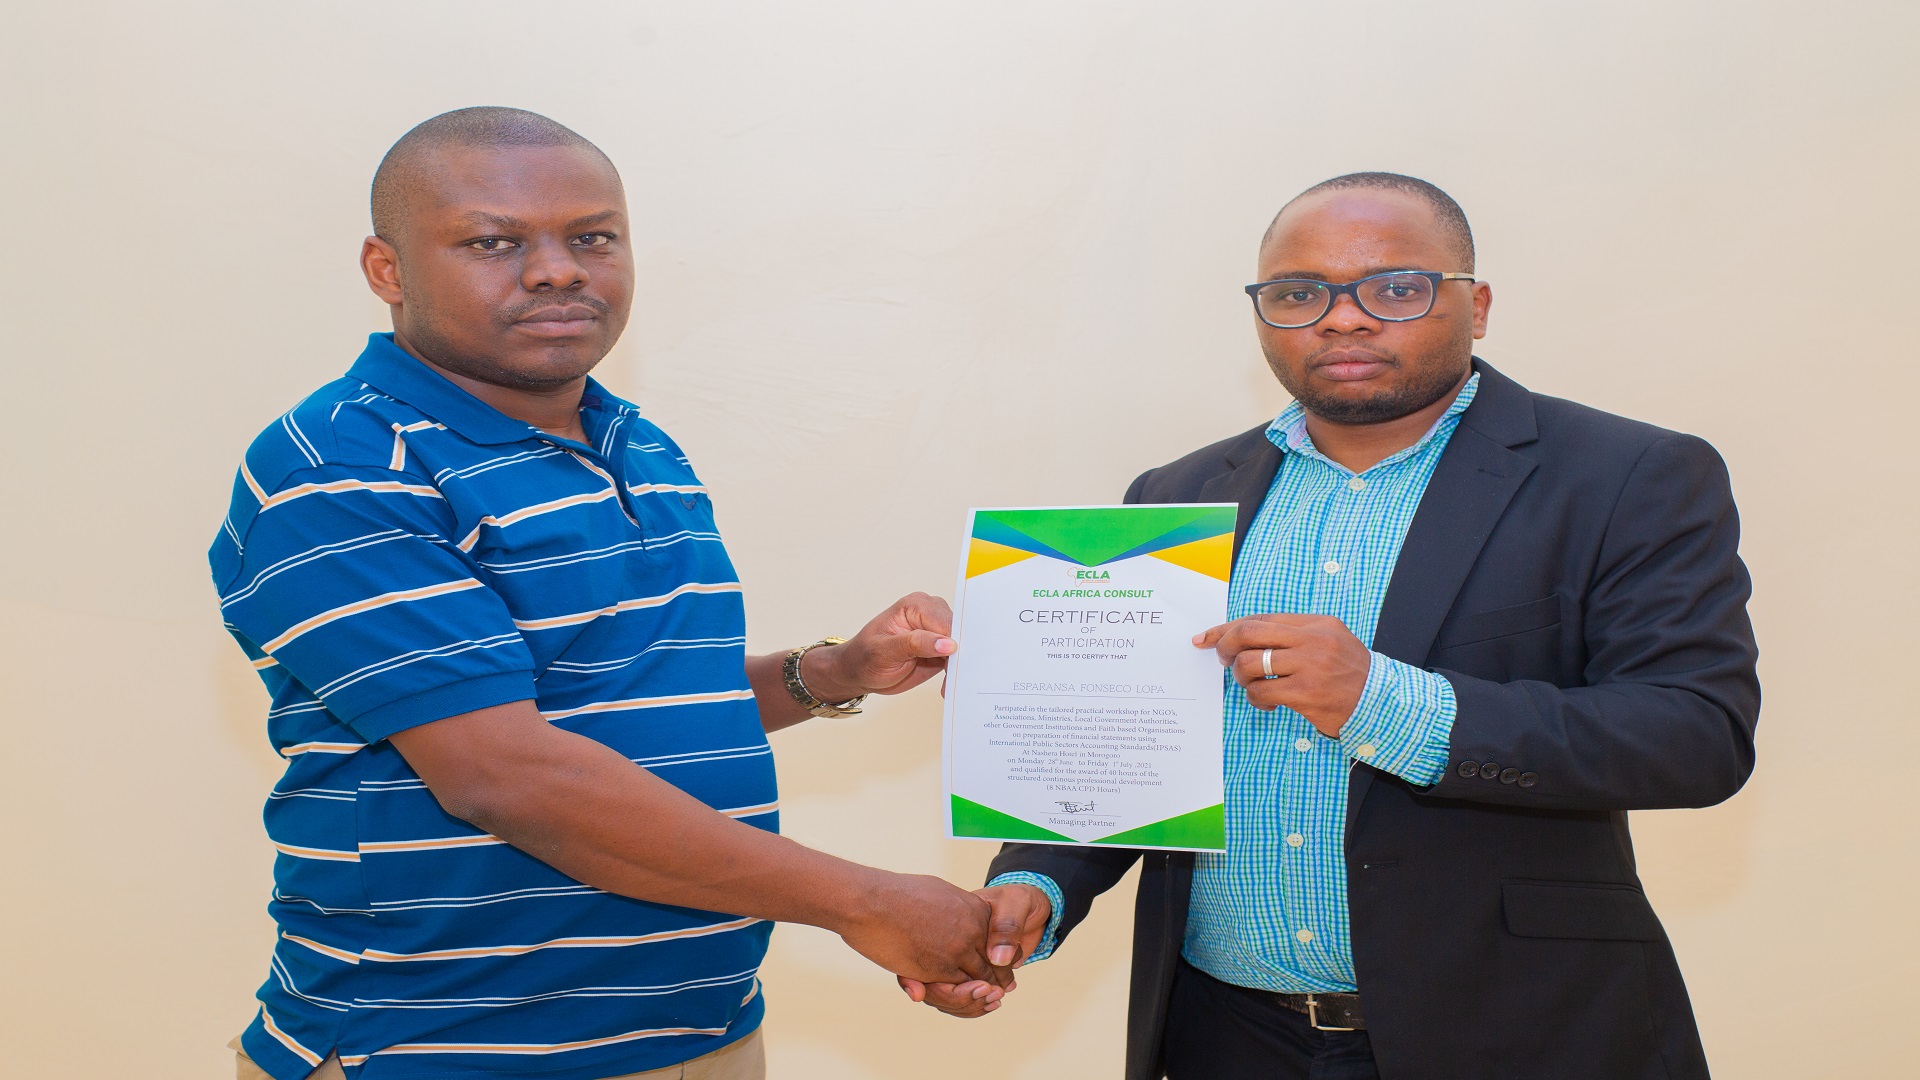 ECLA
ECLA AFRICA CONSULT
CERTIFICATE
OF
PARTICIPATION
THIS IS TO CERTIFY THAT
ESPARANSA FONSECO LOPA
Partipated in the tailored practical workshop for NGO's,
Associations, Ministries, Local Government Authorities,
other Government Institutions and Faith based Organisations
on preparation of financial statements using
International Public Sectors Accounting Standards(IPSAS)
At Nashera Hotel in Morogoro
on Monday 28th June to Friday 1st July ,2021
and qualified for the award of 40 hours of the
structured continous professional development
(8 NBAA CPD Hours)
Managing Partner